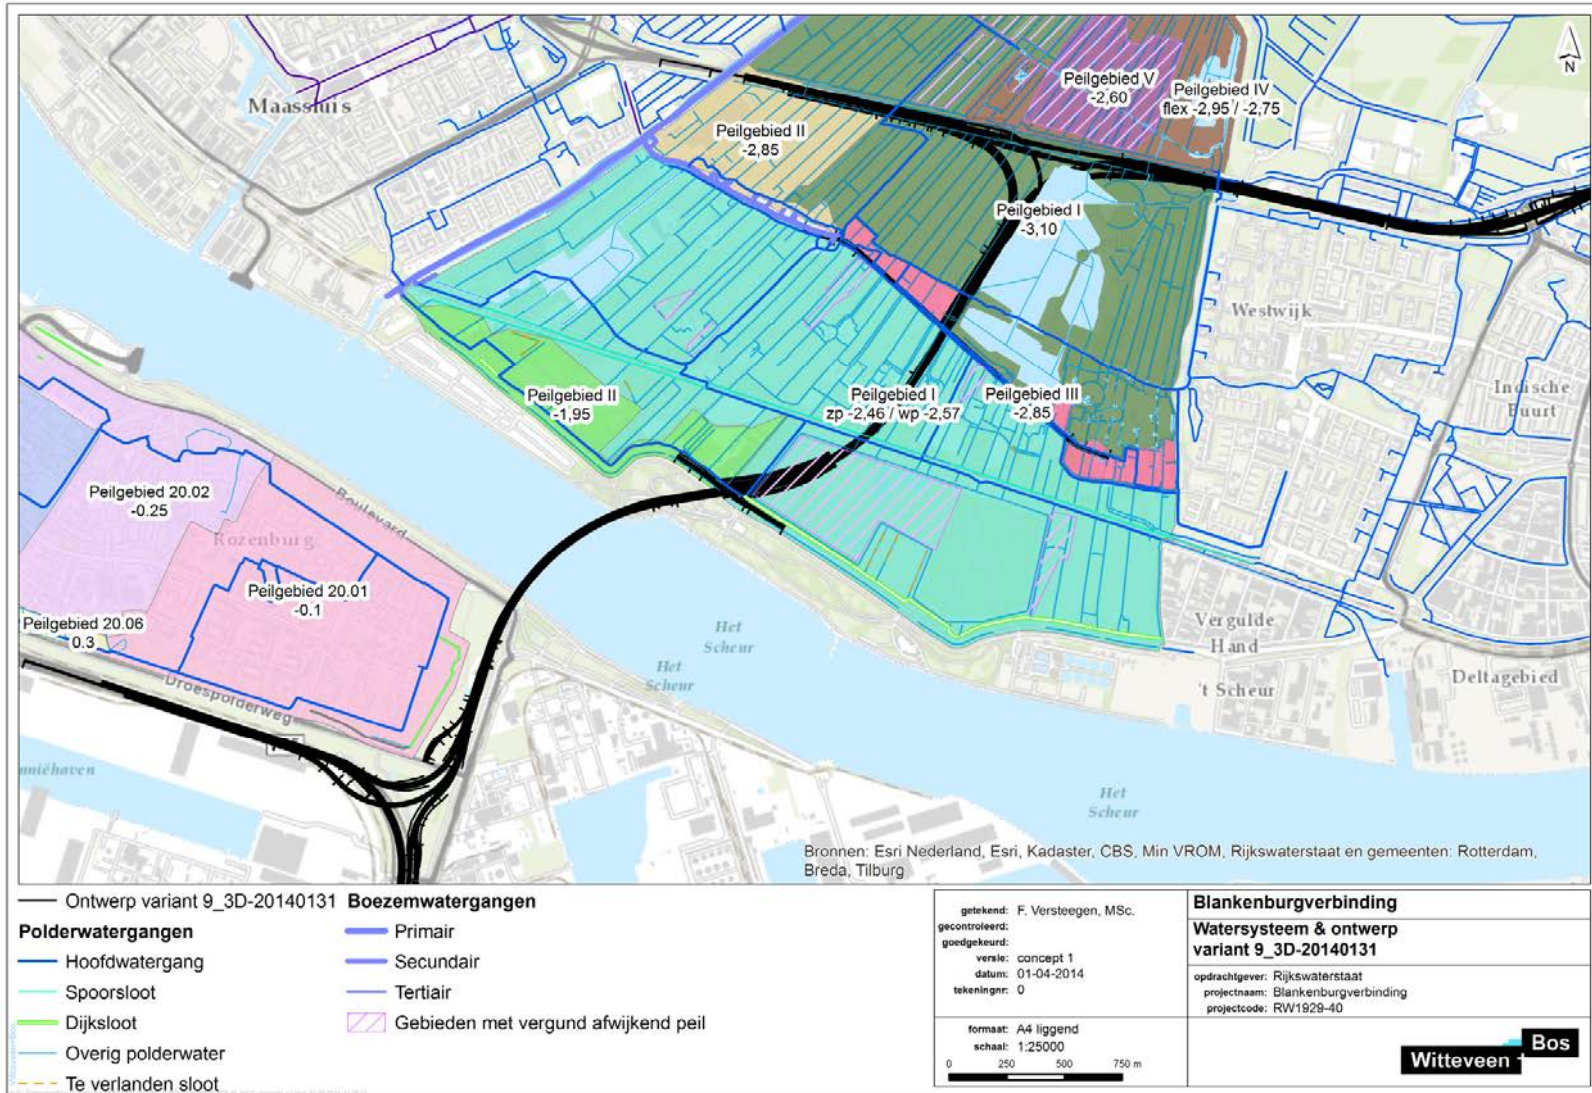 Maassluis
N
Peilgebied V
-2,60
Peilgebied IV
flex -2,95 / -2,75
Peilgebied II
-2,85
Peilgebied I
-3,10
Westwijk
Indische
Buurt
Peilgebied II
-1,95
Peilgebied I
zp -2,46 / wp -2,57
Peilgebied III
-2,85
Peilgebied 20.02
-0.25
Boulevard
Rozenburg
Peilgebied 20.01
-0.1
Peilgebied 20.06
0.3
Droespolderweg
Het
Scheur
Het
Scheur
Vergulde
Hand
't Scheur
Deltagebied
Het
Scheur
Bronnen: Esri Nederland, Esri, Kadaster, CBS, Min VROM, Rijkswaterstaat en gemeenten: Rotterdam,
Breda, Tilburg
Ontwerp variant 9_3D-20140131
Polderwatergangen
Hoofdwatergang
Spoorsloot
Dijksloot
Overig polderwater
Te verlanden sloot
Boezemwatergangen
Primair
Secundair
Tertiair
Gebieden met vergund afwijkend peil
getekend: F. Versteegen, MSc.
gecontroleerd:
goedgekeurd:
versie: concept 1
datum: 01-04-2014
tekeningnr: 0
formaat: A4 liggend
schaal: 1:25000
0 250 500 750 m
Blankenburgverbinding
Watersysteem & ontwerp
variant 9_3D-20140131
opdrachtgever: Rijkswaterstaat
projectnaam: Blankenburgverbinding
projectcode: RW1929-40
Witteveen + Bos